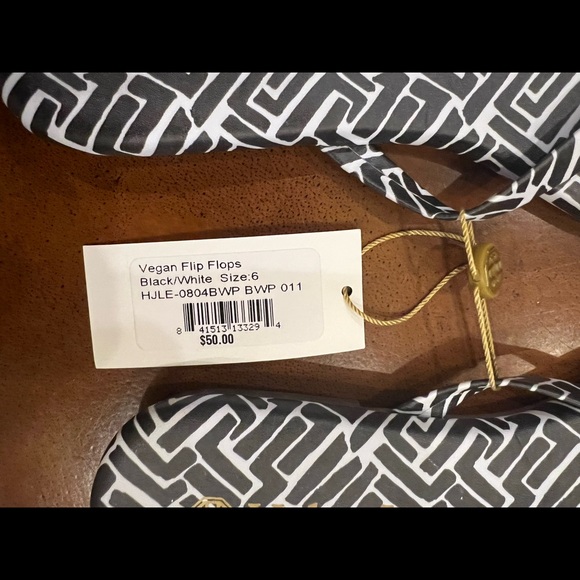 Vegan Flip Flops
Black/White Size:6
HJLE-0804BWP BWP 011
8 41513 13329 4
$50.00